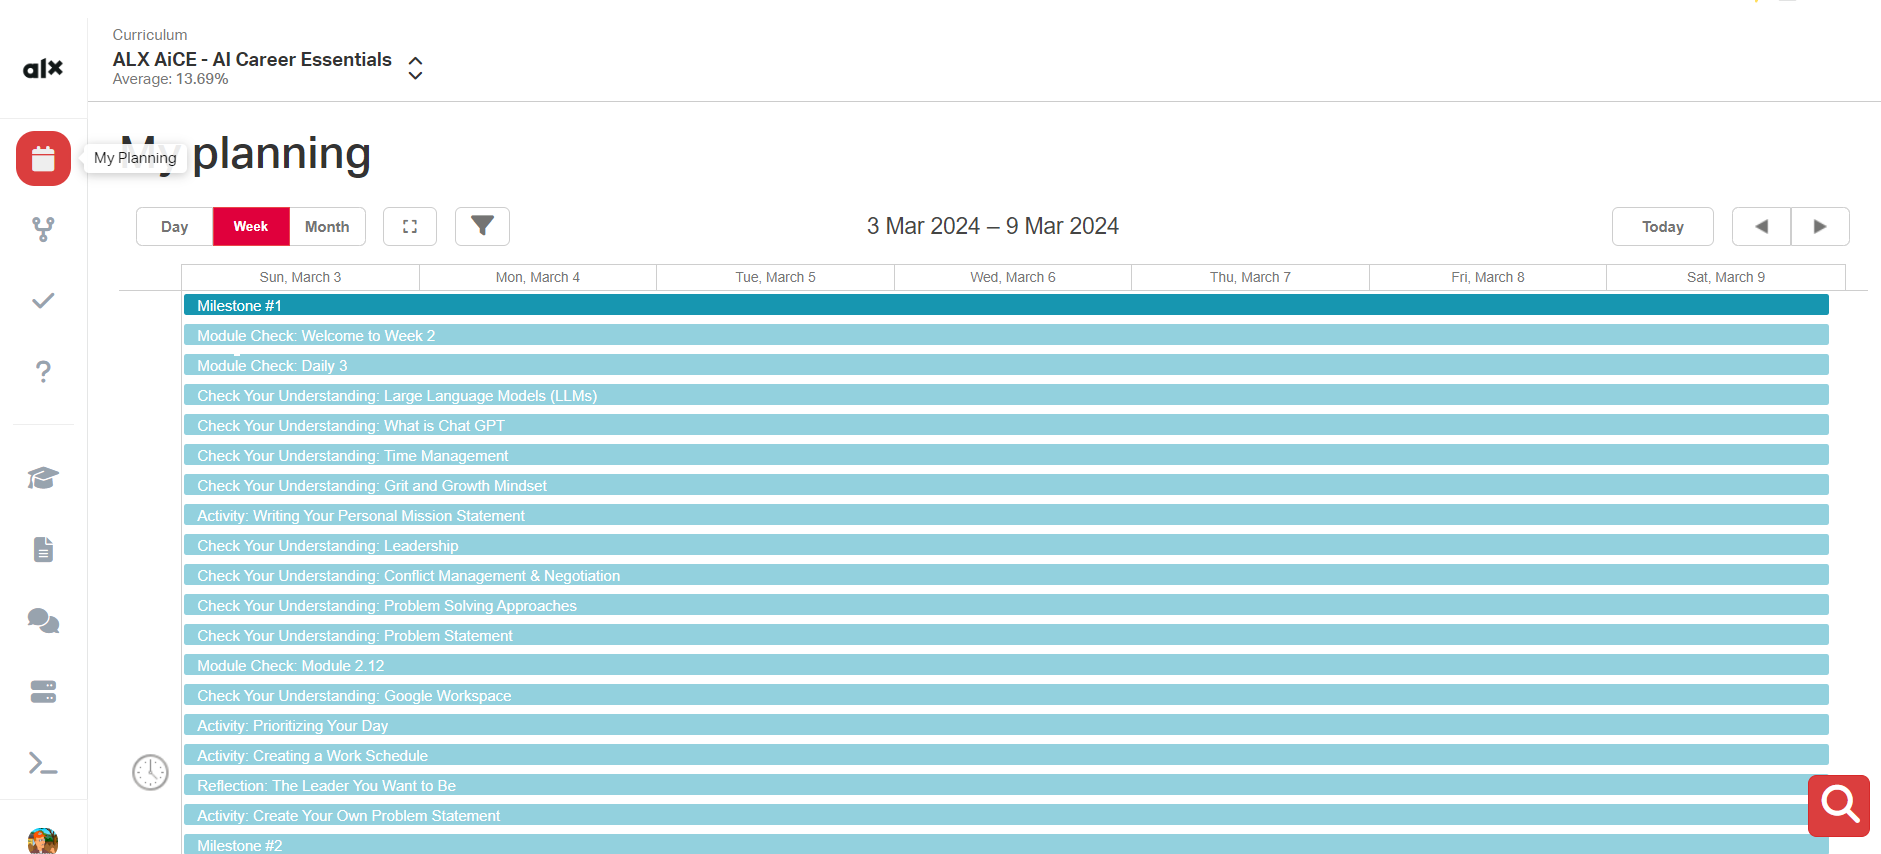 alx
Curriculum
ALX AiCE - AI Career Essentials
Average: 13.69%
My Planning
My planning
Day Week Month
3 Mar 2024 – 9 Mar 2024
Today
Sun, March 3 Mon, March 4 Tue, March 5 Wed, March 6 Thu, March 7 Fri, March 8 Sat, March 9
Milestone #1
Module Check: Welcome to Week 2
Module Check: Daily 3
Check Your Understanding: Large Language Models (LLMs)
Check Your Understanding: What is Chat GPT
Check Your Understanding: Time Management
Check Your Understanding: Grit and Growth Mindset
Activity: Writing Your Personal Mission Statement
Check Your Understanding: Leadership
Check Your Understanding: Conflict Management & Negotiation
Check Your Understanding: Problem Solving Approaches
Check Your Understanding: Problem Statement
Module Check: Module 2.12
Check Your Understanding: Google Workspace
Activity: Prioritizing Your Day
Activity: Creating a Work Schedule
Reflection: The Leader You Want to Be
Activity: Create Your Own Problem Statement
Milestone #2